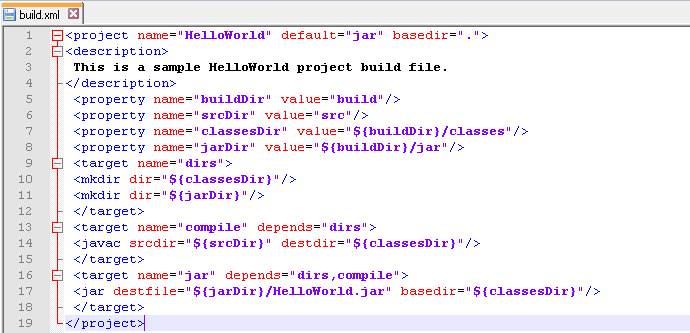 build.xml
1 <project name="HelloWorld" default="jar" basedir=".">
2 <description>
3 This is a sample HelloWorld project build file.
4 </description>
5 <property name="buildDir" value="build"/>
6 <property name="srcDir" value="src"/>
7 <property name="classesDir" value="${buildDir}/classes"/>
8 <property name="jarDir" value="${buildDir}/jar"/>
9 <target name="dirs">
10 <mkdir dir="${classesDir}"/>
11 <mkdir dir="${jarDir}"/>
12 </target>
13 <target name="compile" depends="dirs">
14 <javac srcdir="${srcDir}" destdir="${classesDir}"/>
15 </target>
16 <target name="jar" depends="dirs,compile">
17 <jar destfile="${jarDir}/HelloWorld.jar" basedir="${classesDir}"/>
18 </target>
19 </project>